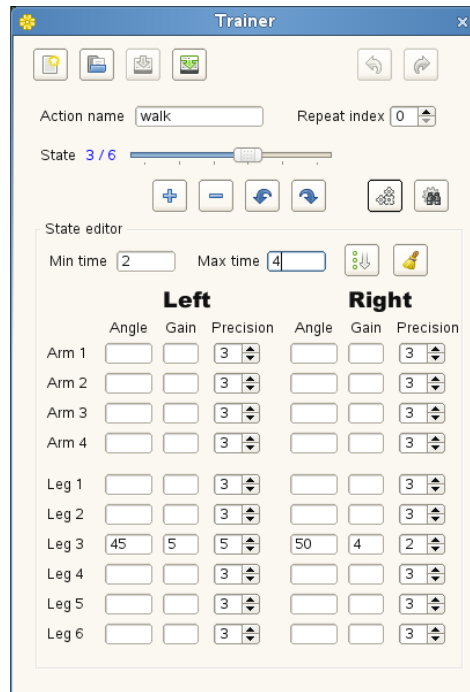 Trainer
Action name walk Repeat index 0
State 3 / 6
State editor
Min time 2 Max time 4
Left Right
Angle Gain Precision Angle Gain Precision
Arm 1 3 3
Arm 2 3 3
Arm 3 3 3
Arm 4 3 3
Leg 1 3 3
Leg 2 3 3
Leg 3 45 5 5 50 4 2
Leg 4 3 3
Leg 5 3 3
Leg 6 3 3